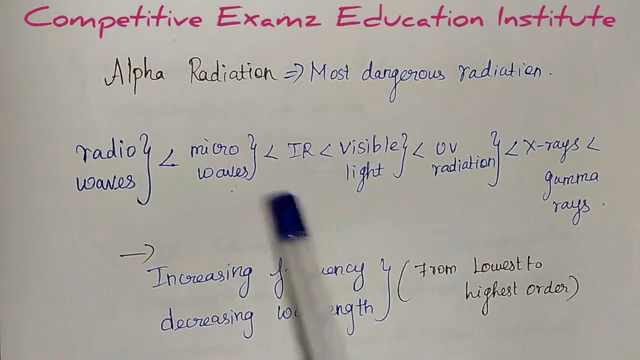 Competitive Examz Education Institute
Alpha Radiation ⇒ Most dangerous radiation.
radio waves } < micro waves } < IR < Visible light } < UV radiation } < X-rays < gamma rays.
→ Increasing } (From Lowest to
decreasing highest order)